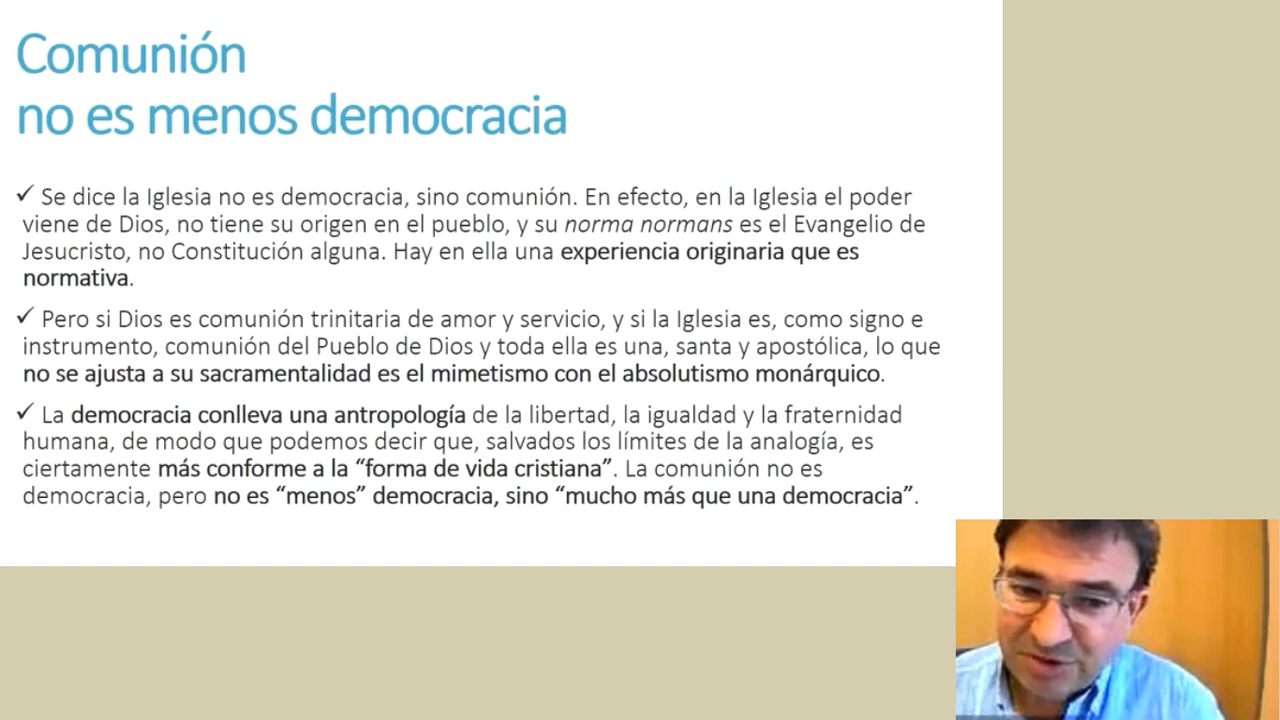 Comunión
no es menos democracia
✓ Se dice la Iglesia no es democracia, sino comunión. En efecto, en la Iglesia el poder
viene de Dios, no tiene su origen en el pueblo, y su norma normans es el Evangelio de
Jesucristo, no Constitución alguna. Hay en ella una experiencia originaria que es
normativa.
✓ Pero si Dios es comunión trinitaria de amor y servicio, y si la Iglesia es, como signo e
instrumento, comunión del Pueblo de Dios y toda ella es una, santa y apostólica, lo que
no se ajusta a su sacramentalidad es el mimetismo con el absolutismo monárquico.
✓ La democracia conlleva una antropología de la libertad, la igualdad y la fraternidad
humana, de modo que podemos decir que, salvados los límites de la analogía, es
ciertamente más conforme a la “forma de vida cristiana”. La comunión no es
democracia, pero no es “menos” democracia, sino “mucho más que una democracia”.